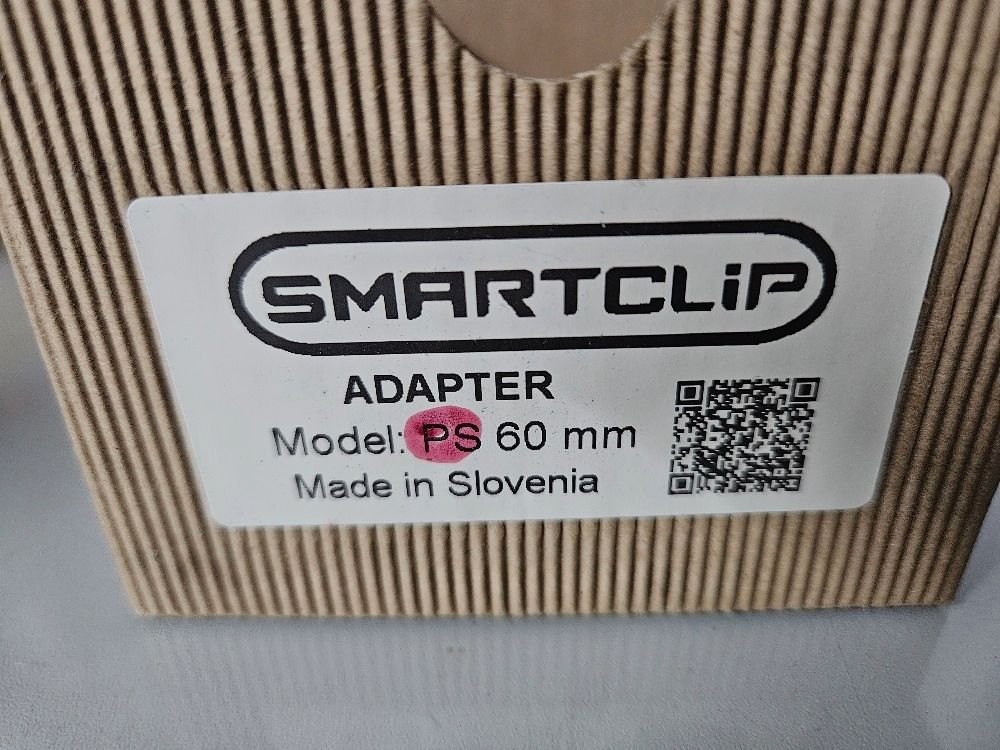 SMARTCLiP
ADAPTER
Model: PS 60 mm
Made in Slovenia